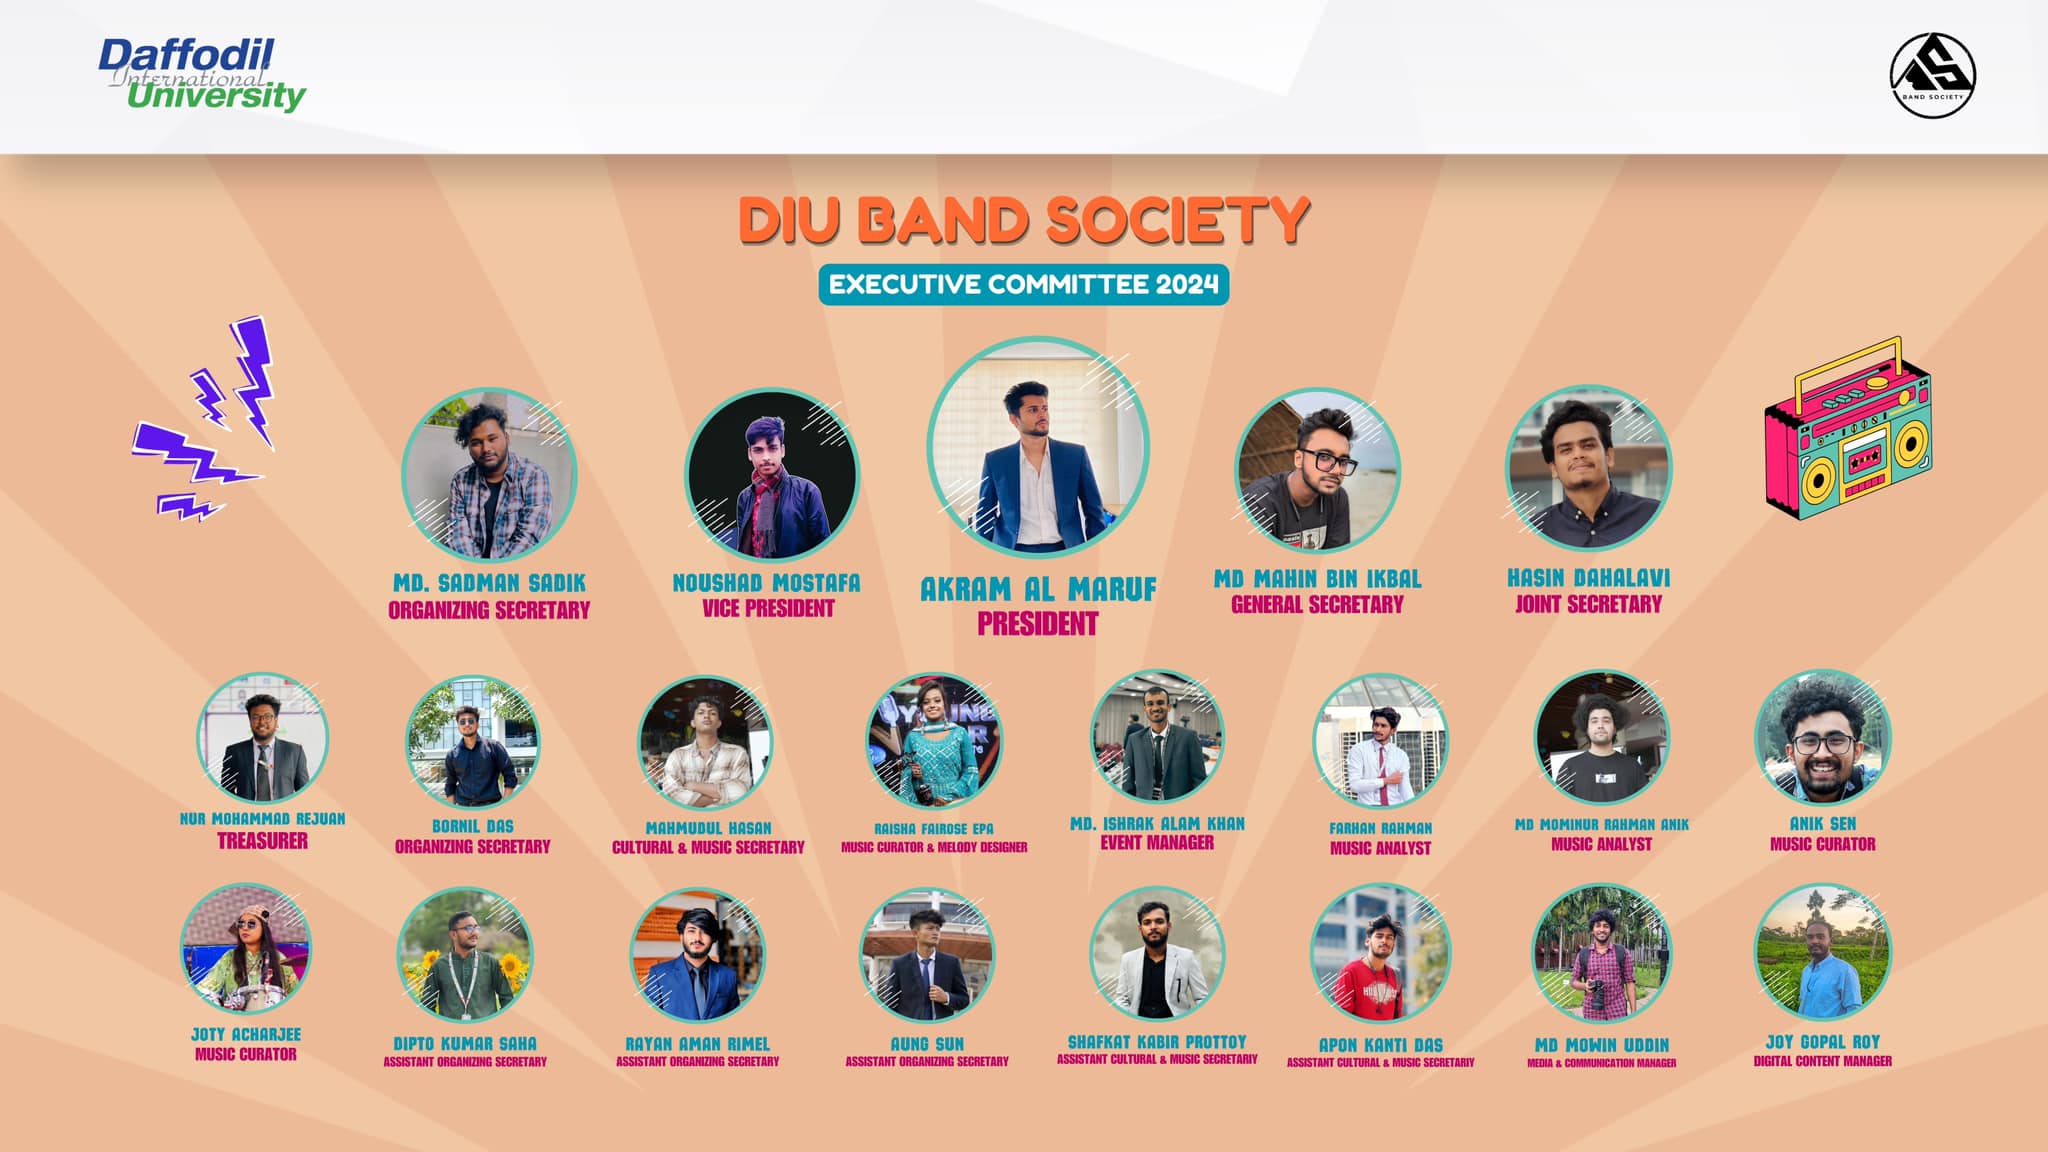 Daffodil
International
University
BAND SOCIETY
DIU BAND SOCIETY
EXECUTIVE COMMITTEE 2024
MD. SADMAN SADIK
ORGANIZING SECRETARY
NOUSHAD MOSTAFA
VICE PRESIDENT
AKRAM AL MARUF
PRESIDENT
MD MAHIN BIN IKBAL
GENERAL SECRETARY
HASIN DAHALAVI
JOINT SECRETARY
NUR MOHAMMAD REJUAN
TREASURER
BORNIL DAS
ORGANIZING SECRETARY
MAHMUDUL HASAN
CULTURAL & MUSIC SECRETARY
RAISHA FAIROSE EPA
MUSIC CURATOR & MELODY DESIGNER
MD. ISHRAK ALAM KHAN
EVENT MANAGER
FARHAN RAHMAN
MUSIC ANALYST
MD MOMINUR RAHMAN ANIK
MUSIC ANALYST
ANIK SEN
MUSIC CURATOR
JOTY ACHARJEE
MUSIC CURATOR
DIPTO KUMAR SAHA
ASSISTANT ORGANIZING SECRETARY
RAYAN AMAN RIMEL
ASSISTANT ORGANIZING SECRETARY
AUNG SUN
ASSISTANT ORGANIZING SECRETARY
SHAFKAT KABIR PROTTOY
ASSISTANT CULTURAL & MUSIC SECRETARIY
APON KANTI DAS
ASSISTANT CULTURAL & MUSIC SECRETARIY
MD MOWIN UDDIN
MEDIA & COMMUNICATION MANAGER
JOY GOPAL ROY
DIGITAL CONTENT MANAGER